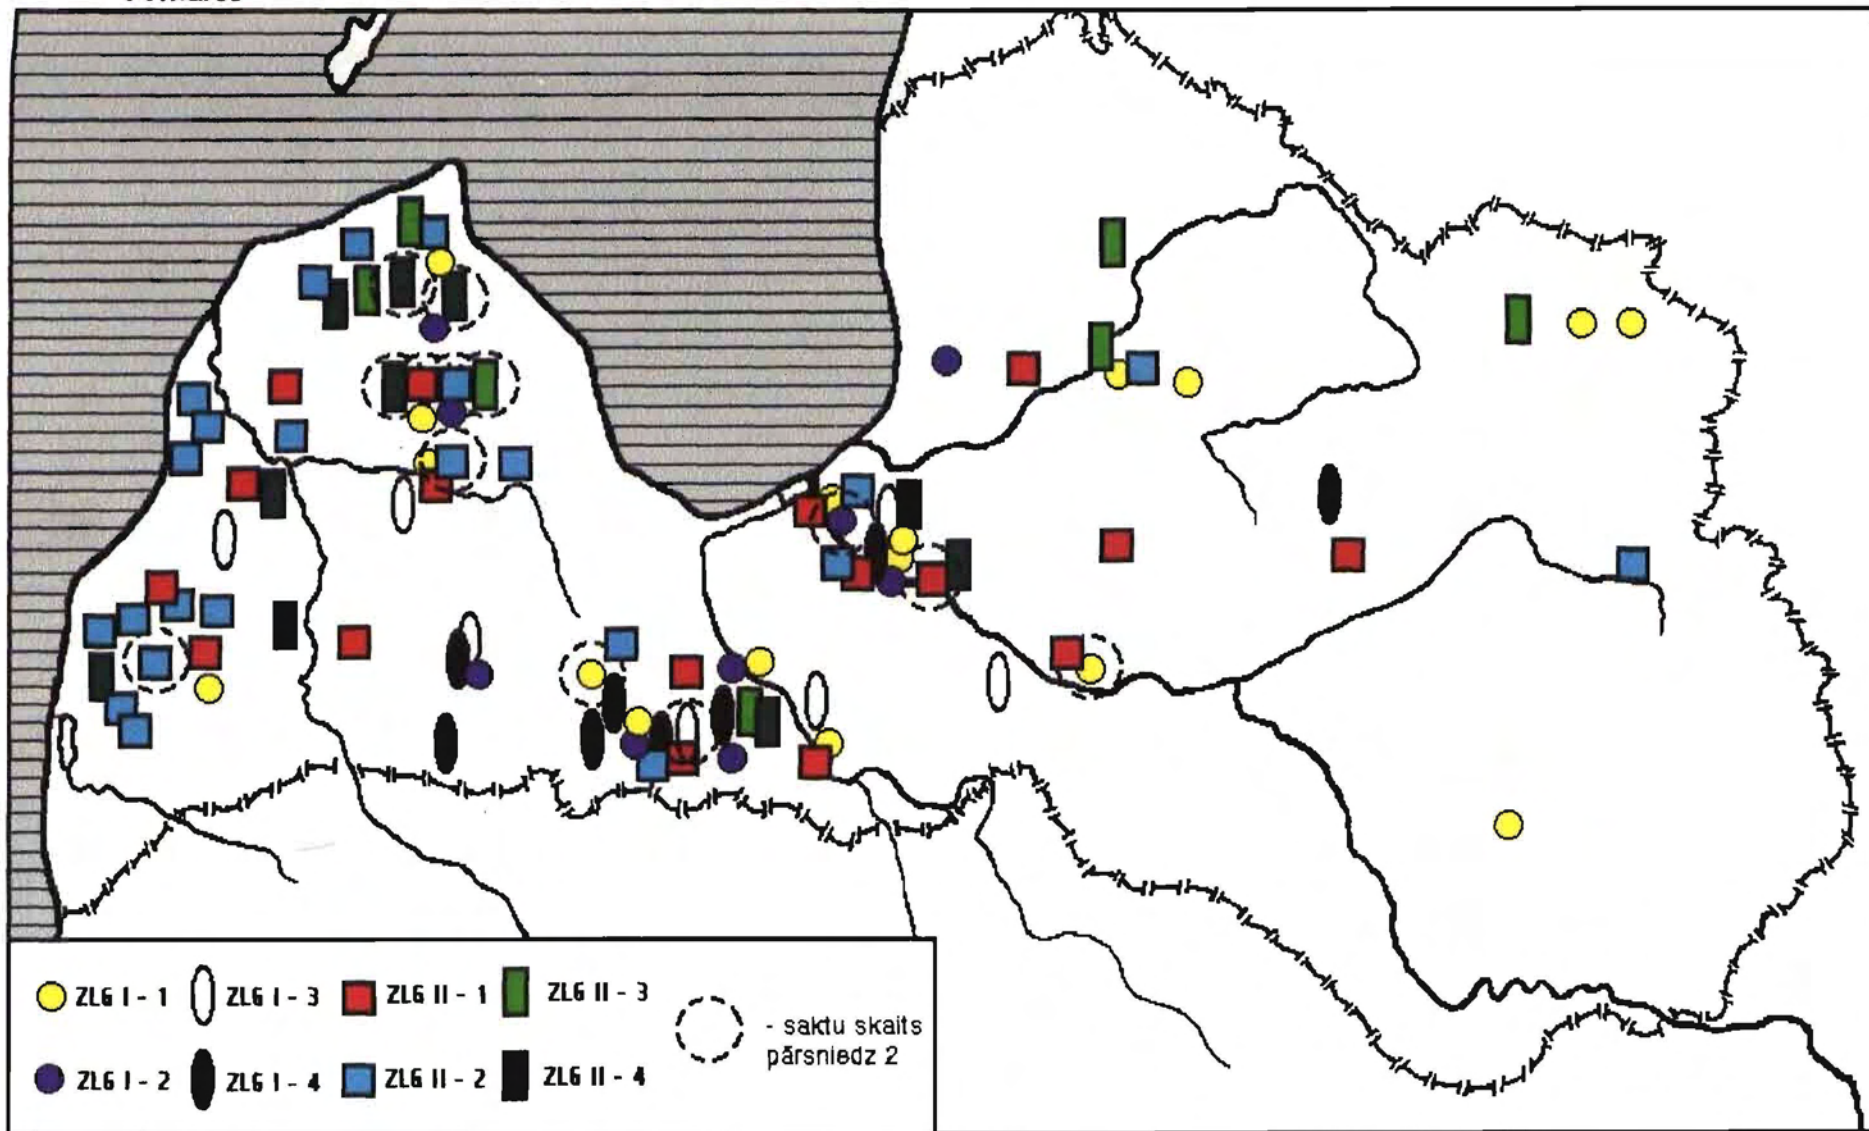 ZLG I - 1
ZLG I - 3
ZLG II - 1
ZLG II - 3
- saktu skaits
pārsniedz 2
ZLG I - 2
ZLG I - 4
ZLG II - 2
ZLG II - 4